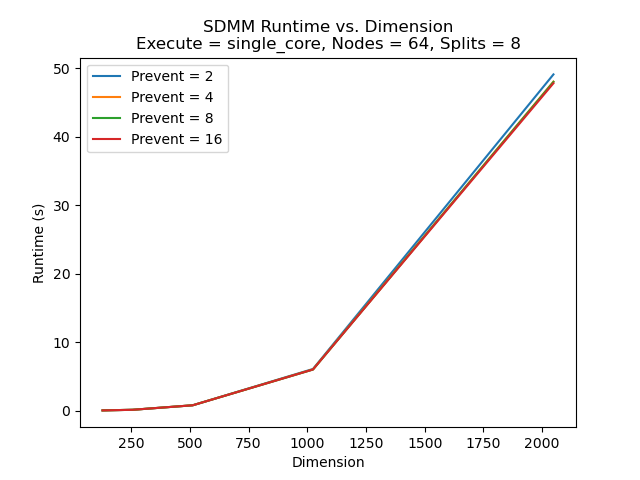 SDMM Runtime vs. Dimension
Execute = single_core, Nodes = 64, Splits = 8
Prevent = 2
Prevent = 4
Prevent = 8
Prevent = 16
50
40
30
20
10
0
Runtime (s)
250 500 750 1000 1250 1500 1750 2000
Dimension